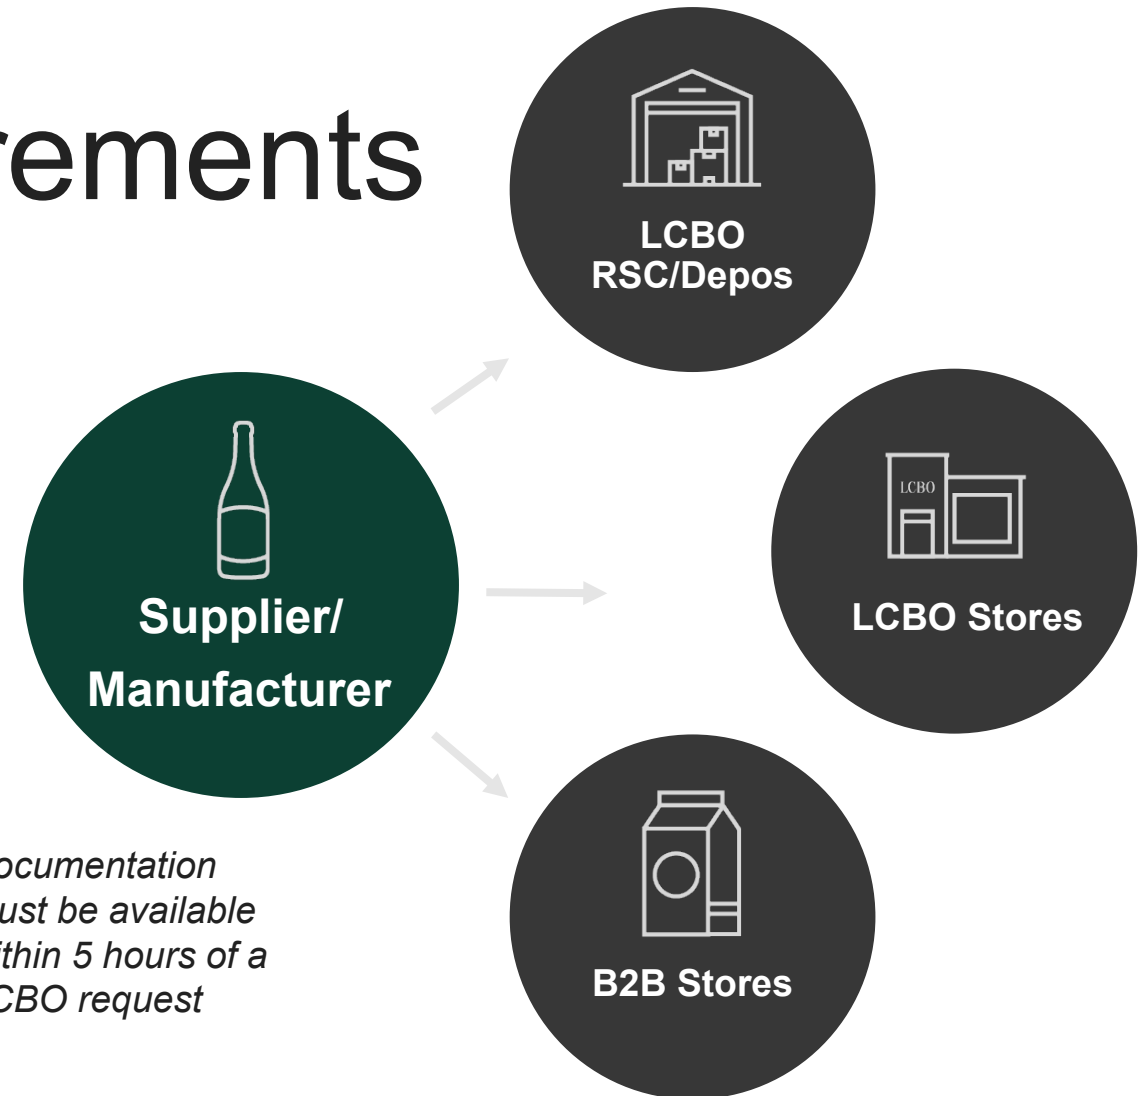 rements
LCBO
RSC/Depos
LCBO
LCBO Stores
Supplier/
Manufacturer
ocumentation
ust be available
ithin 5 hours of a
CBO request
B2B Stores